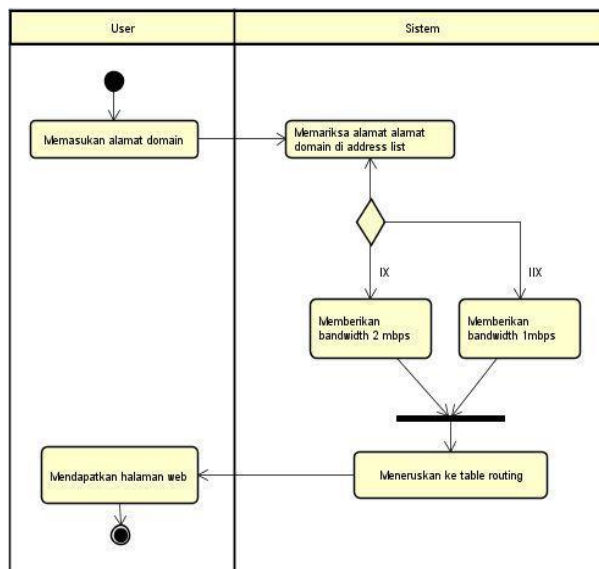 User
Sistem
Memasukan alamat domain
Memariksa alamat alamat
domain di address list
IX
IIX
Memberikan
bandwidth 2 mbps
Memberikan
bandwidth 1mbps
Mendapatkan halaman web
Meneruskan ke table routing